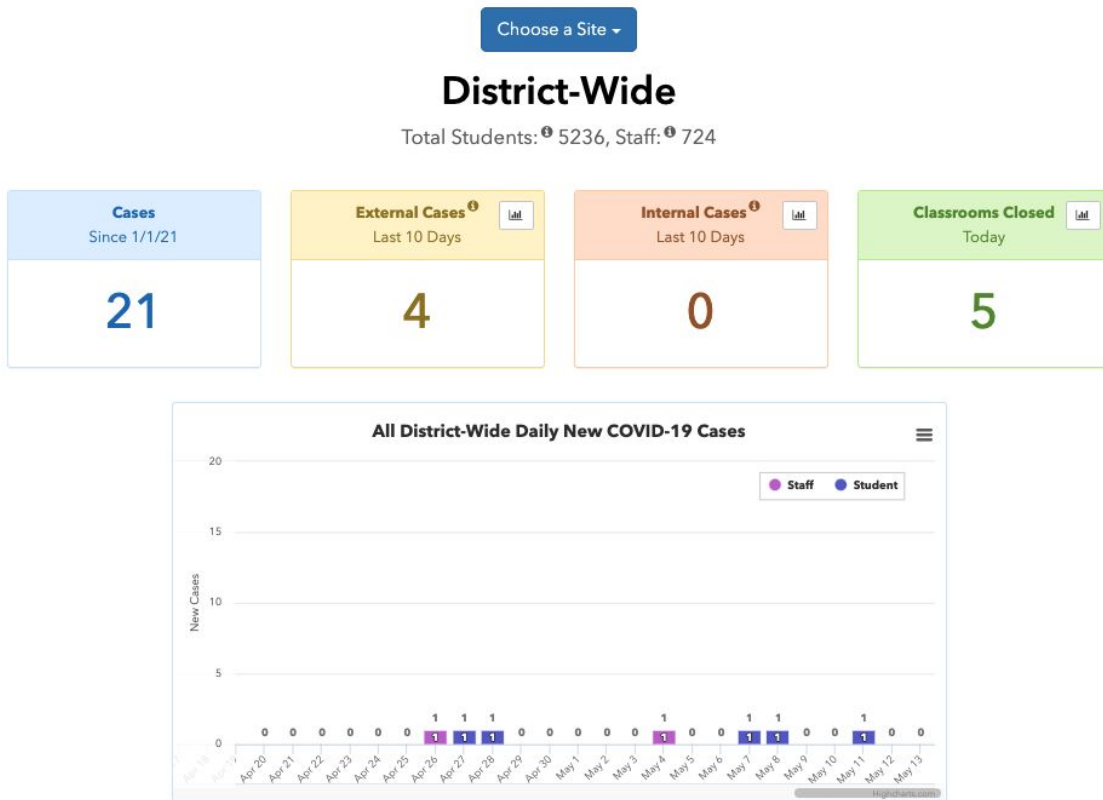 Choose a Site
District-Wide
Total Students: 5236, Staff: 724
Cases
Since 1/1/21
21
External Cases
Last 10 Days
4
Internal Cases
Last 10 Days
0
Classrooms Closed
Today
5
All District-Wide Daily New COVID-19 Cases
Staff Student
New Cases
20
15
10
5
0
1 1 1 1 1 1 1
0 0 0 0 0 0 1 1 1 0 0 0 0 0 1 0 0 1 1 0 0 1 0 0
Apr 20 Apr 21 Apr 22 Apr 23 Apr 24 Apr 25 Apr 26 Apr 27 Apr 28 Apr 29 Apr 30 May 1 May 2 May 3 May 4 May 5 May 6 May 7 May 8 May 9 May 10 May 11 May 12 May 13
Highcharts.com